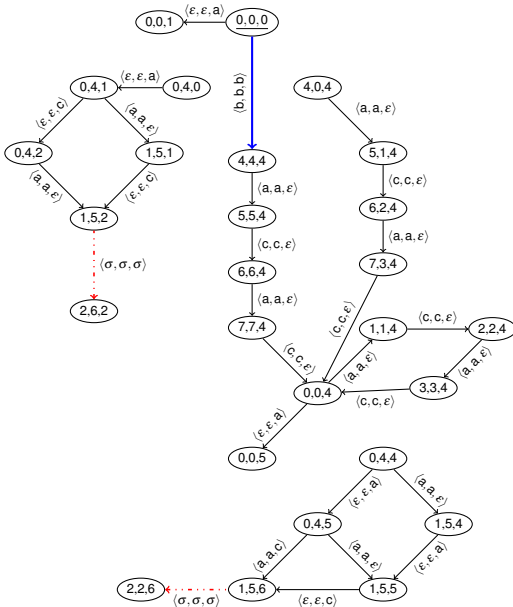 0,0,1
⟨ε,ε,a⟩
0,0,0
0,4,1
⟨ε,ε,a⟩
0,4,0
4,0,4
⟨b,b,b⟩
⟨a,a,ε⟩
⟨ε,ε,c⟩
⟨a,a,ε⟩
0,4,2
1,5,1
4,4,4
5,1,4
⟨a,a,ε⟩
⟨ε,ε,c⟩
⟨a,a,ε⟩
⟨c,c,ε⟩
1,5,2
5,5,4
6,2,4
⟨c,c,ε⟩
⟨a,a,ε⟩
⟨σ,σ,σ⟩
6,6,4
7,3,4
⟨a,a,ε⟩
2,6,2
7,7,4
⟨c,c,ε⟩
1,1,4
⟨c,c,ε⟩
2,2,4
⟨c,c,ε⟩
⟨a,a,ε⟩
⟨a,a,ε⟩
0,0,4
3,3,4
⟨c,c,ε⟩
⟨ε,ε,a⟩
0,0,5
0,4,4
⟨ε,ε,a⟩
⟨a,a,ε⟩
0,4,5
1,5,4
⟨a,a,c⟩
⟨a,a,ε⟩
⟨ε,ε,a⟩
2,2,6
⟨σ,σ,σ⟩
1,5,6
⟨ε,ε,c⟩
1,5,5